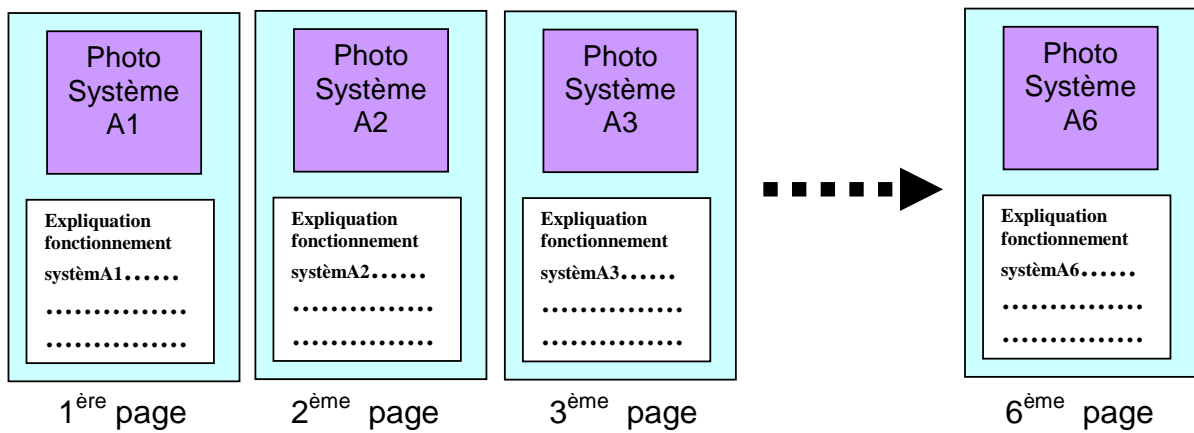 Photo
Système
A1
Expliquation
fonctionnement
systèmA1......
...............
...............
1ère page
Photo
Système
A2
Expliquation
fonctionnement
systèmA2......
...............
...............
2ème page
Photo
Système
A3
Expliquation
fonctionnement
systèmA3......
...............
...............
3ème page
Photo
Système
A6
Expliquation
fonctionnement
systèmA6......
...............
...............
6ème page